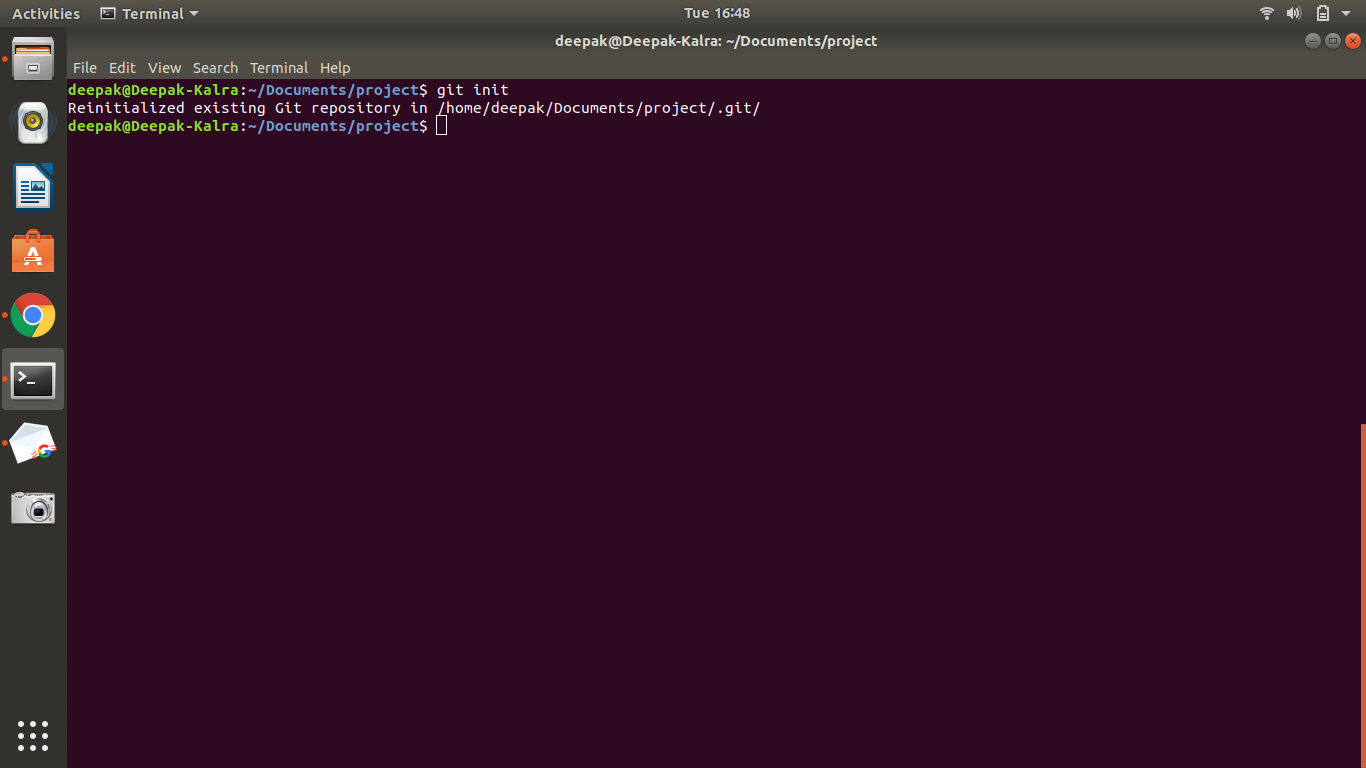 Activities Terminal Tue 16:48
deepak@Deepak-Kalra: ~/Documents/project
File Edit View Search Terminal Help
deepak@Deepak-Kalra:~/Documents/project$ git init
Reinitialized existing Git repository in /home/deepak/Documents/project/.git/
deepak@Deepak-Kalra:~/Documents/project$